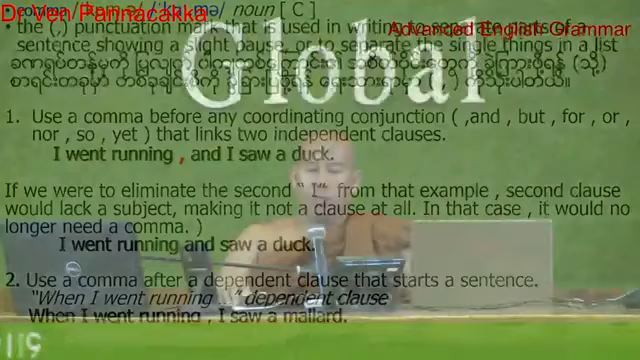 Dr Ven Pannacakka
• comma /ˈkɒm.ə/ /ˈkɑː.mə/ noun [ C ]
• the (,) punctuation mark that is used in writing to separate parts of a
Advanced English Grammar
sentence showing a slight pause, or to separate the single things in a list
Global
1. Use a comma before any coordinating conjunction ( ,and , but , for , or ,
nor , so , yet ) that links two independent clauses.
I went running , and I saw a duck.
If we were to eliminate the second “ I“ from that example , second clause
would lack a subject, making it not a clause at all. In that case , it would no
longer need a comma. )
I went running and saw a duck.
2. Use a comma after a dependent clause that starts a sentence.
“When I went running ...” dependent clause
When I went running , I saw a mallard.